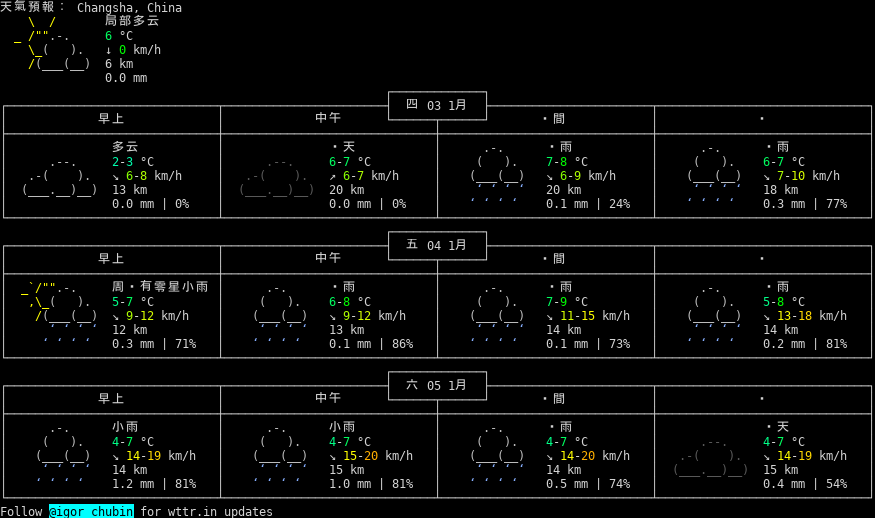 天氣預報： Changsha, China
局部多云
6 °C
↓ 0 km/h
6 km
0.0 mm
四 03 1月
早上 中午 ・間 ・
多云 ・天 ・雨 ・雨
2-3 °C 6-7 °C 7-8 °C 6-7 °C
↘ 6-8 km/h ↗ 6-7 km/h ↘ 6-9 km/h ↘ 7-10 km/h
13 km 20 km 20 km 18 km
0.0 mm | 0% 0.0 mm | 0% 0.1 mm | 24% 0.3 mm | 77%
五 04 1月
早上 中午 ・間 ・
周・有零星小雨 ・雨 ・雨 ・雨
5-7 °C 6-8 °C 7-9 °C 5-8 °C
↘ 9-12 km/h ↘ 9-12 km/h ↘ 11-15 km/h ↘ 13-18 km/h
12 km 13 km 14 km 14 km
0.3 mm | 71% 0.1 mm | 86% 0.1 mm | 73% 0.2 mm | 81%
六 05 1月
早上 中午 ・間 ・
小雨 小雨 ・雨 ・天
4-7 °C 4-7 °C 4-7 °C 4-7 °C
↘ 14-19 km/h ↘ 15-20 km/h ↘ 14-20 km/h ↘ 14-19 km/h
14 km 15 km 14 km 15 km
1.2 mm | 81% 1.0 mm | 81% 0.5 mm | 74% 0.4 mm | 54%
Follow @igor_chubin for wttr.in updates